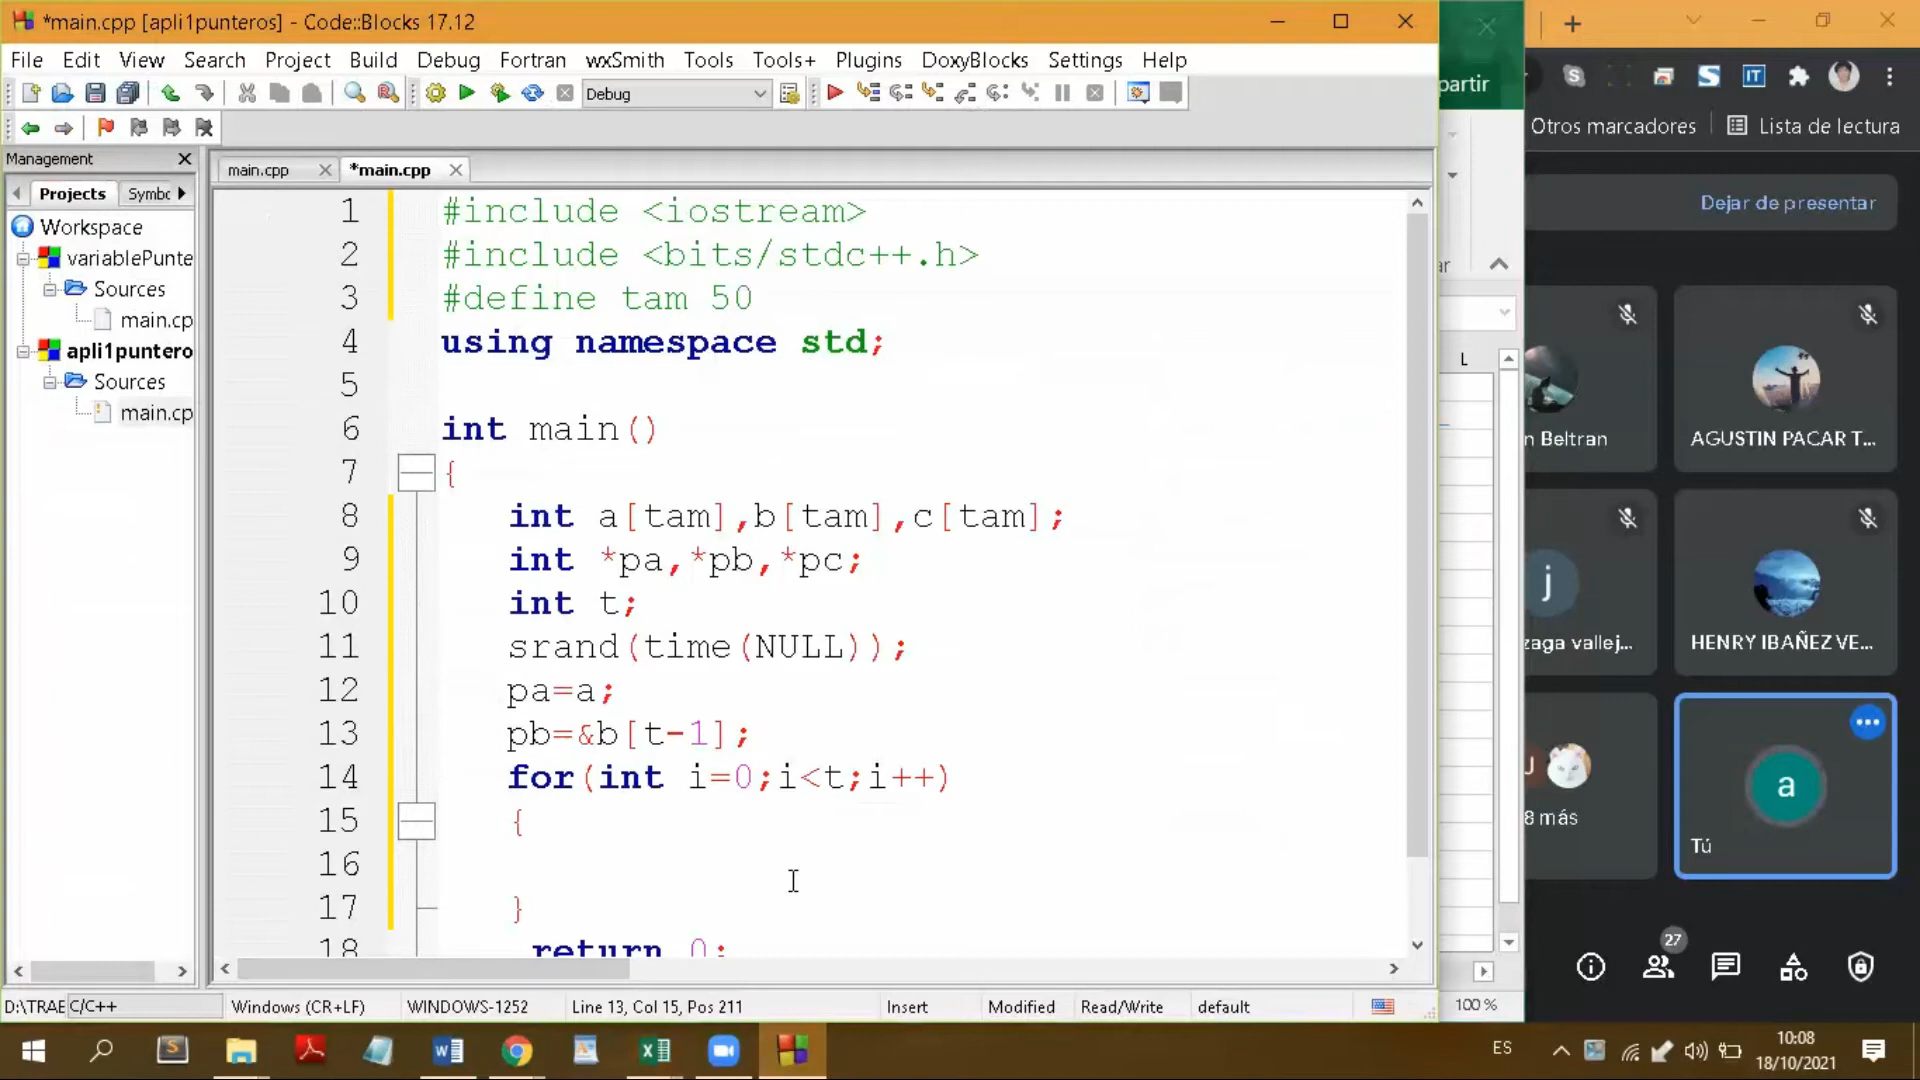 *main.cpp [apli1punteros] - Code::Blocks 17.12
File Edit View Search Project Build Debug Fortran wxSmith Tools Tools+ Plugins DoxyBlocks Settings Help
Debug
Management
Projects Symbc
Workspace
variablePunte
Sources
main.cp
apli1puntero
Sources
main.cp
main.cpp *main.cpp
1 #include <iostream>
2 #include <bits/stdc++.h>
3 #define tam 50
4 using namespace std;
5
6 int main()
7 {
8 int a[tam],b[tam],c[tam];
9 int *pa,*pb,*pc;
10 int t;
11 srand(time(NULL));
12 pa=a;
13 pb=&b[t-1];
14 for(int i=0;i<t;i++)
15 {
16
17 }
18 return 0;
D:\TRAE C/C++ Windows (CR+LF) WINDOWS-1252 Line 13, Col 15, Pos 211 Insert Modified Read/Write default
partir
ar
L
100 %
IT
Otros marcadores Lista de lectura
Dejar de presentar
n Beltran
AGUSTIN PACAR T...
j
zaga vallej...
HENRY IBAÑEZ VE...
J
8 más
a
Tú
27
ES
10:08
18/10/2021